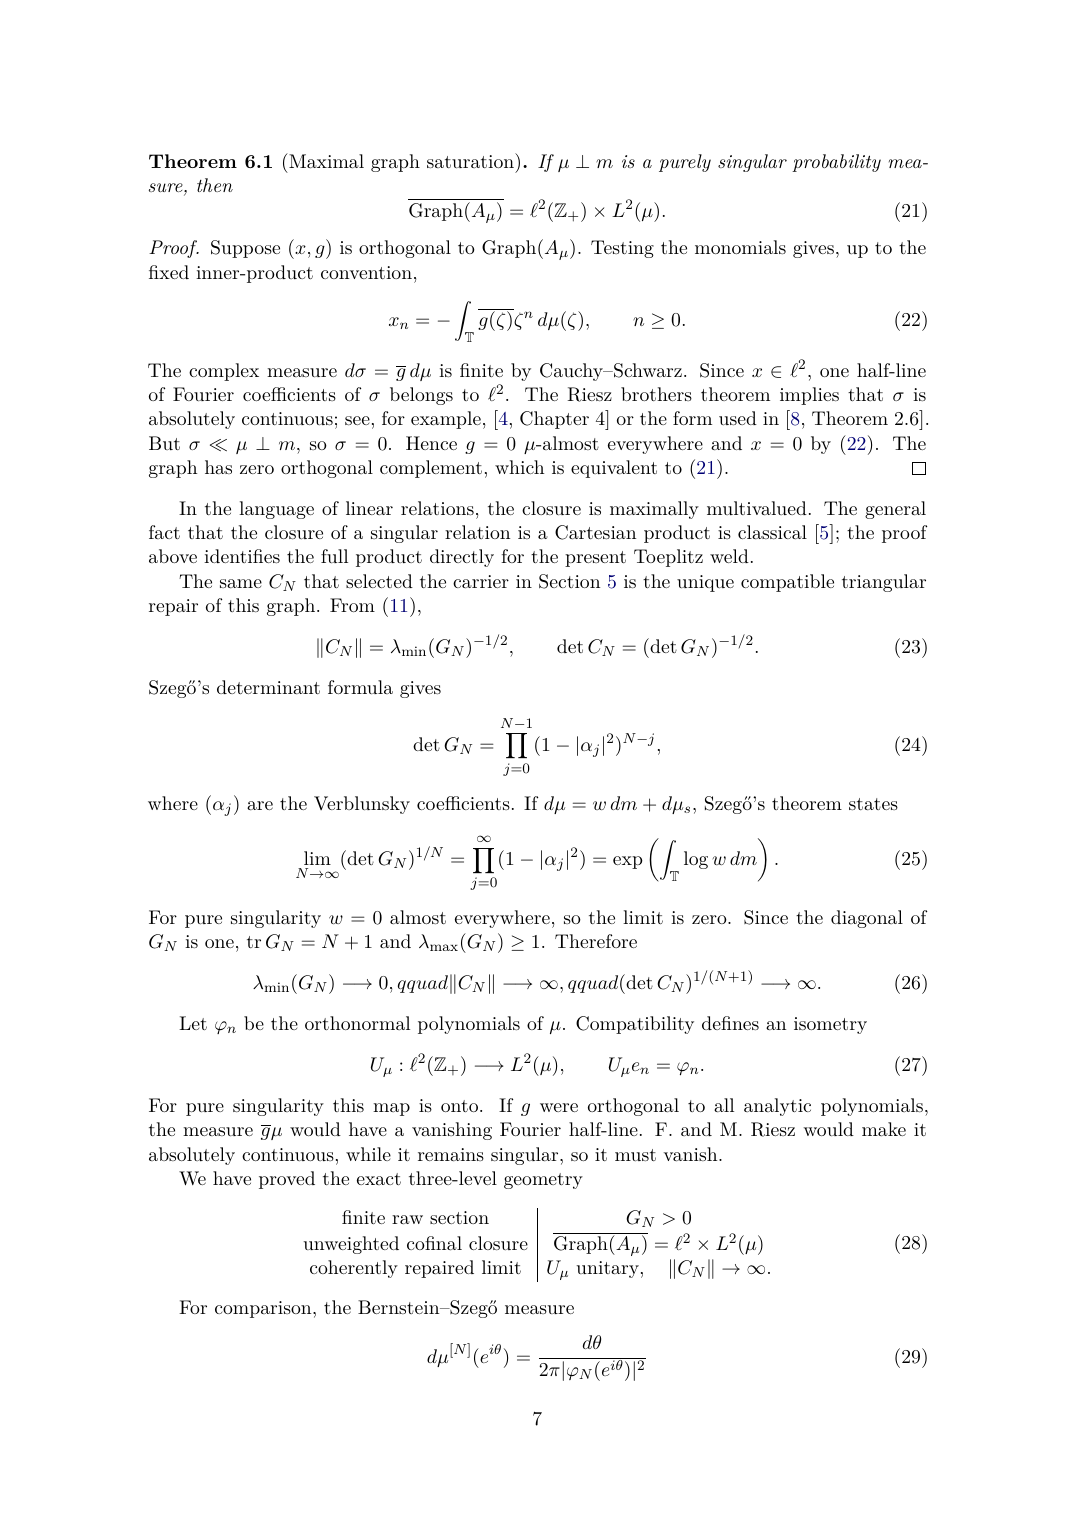 Theorem 6.1 (Maximal graph saturation). If μ ⊥ m is a purely singular probability mea-
sure, then
\overline{Graph(A_μ)} = ℓ²(ℤ₊) × L²(μ). (21)
Proof. Suppose (x, g) is orthogonal to Graph(A_μ). Testing the monomials gives, up to the
fixed inner-product convention,
x_n = − ∫_𝕋 \overline{g(ζ)}ζⁿ dμ(ζ), n ≥ 0. (22)
The complex measure dσ = \overline{g} dμ is finite by Cauchy–Schwarz. Since x ∈ ℓ², one half-line
of Fourier coefficients of σ belongs to ℓ². The Riesz brothers theorem implies that σ is
absolutely continuous; see, for example, [4, Chapter 4] or the form used in [8, Theorem 2.6].
But σ ≪ μ ⊥ m, so σ = 0. Hence g = 0 μ-almost everywhere and x = 0 by (22). The
graph has zero orthogonal complement, which is equivalent to (21). □
In the language of linear relations, the closure is maximally multivalued. The general
fact that the closure of a singular relation is a Cartesian product is classical [5]; the proof
above identifies the full product directly for the present Toeplitz weld.
The same C_N that selected the carrier in Section 5 is the unique compatible triangular
repair of this graph. From (11),
‖C_N‖ = λ_min(G_N)^{−1/2}, det C_N = (det G_N)^{−1/2}. (23)
Szegő's determinant formula gives
det G_N = ∏_{j=0}^{N−1} (1 − |α_j|²)^{N−j}, (24)
where (α_j) are the Verblunsky coefficients. If dμ = w dm + dμ_s, Szegő's theorem states
lim_{N→∞} (det G_N)^{1/N} = ∏_{j=0}^{∞} (1 − |α_j|²) = exp (∫_𝕋 log w dm) . (25)
For pure singularity w = 0 almost everywhere, so the limit is zero. Since the diagonal of
G_N is one, tr G_N = N + 1 and λ_max(G_N) ≥ 1. Therefore
λ_min(G_N) ⟶ 0, qquad‖C_N‖ ⟶ ∞, qquad(det C_N)^{1/(N+1)} ⟶ ∞. (26)
Let φ_n be the orthonormal polynomials of μ. Compatibility defines an isometry
U_μ : ℓ²(ℤ₊) ⟶ L²(μ), U_μe_n = φ_n. (27)
For pure singularity this map is onto. If g were orthogonal to all analytic polynomials,
the measure \overline{g}μ would have a vanishing Fourier half-line. F. and M. Riesz would make it
absolutely continuous, while it remains singular, so it must vanish.
We have proved the exact three-level geometry
finite raw section | G_N > 0
unweighted cofinal closure | \overline{Graph(A_μ)} = ℓ² × L²(μ) (28)
coherently repaired limit | U_μ unitary, ‖C_N‖ → ∞.
For comparison, the Bernstein–Szegő measure
dμ^{[N]}(e^{iθ}) = \frac{dθ}{2π|φ_N(e^{iθ})|²} (29)
7